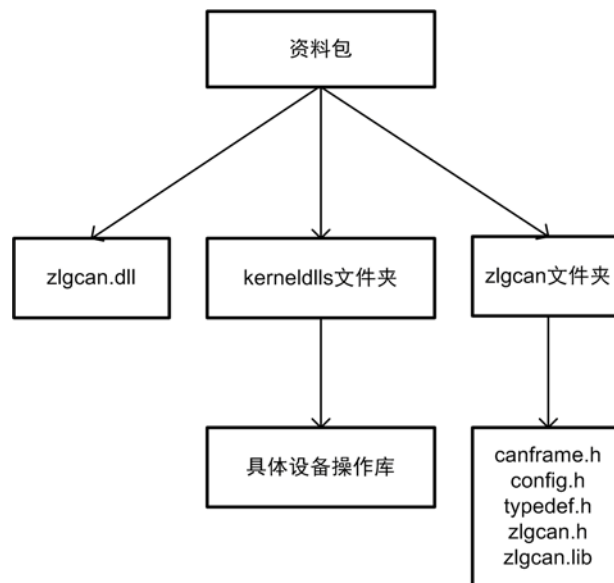 资料包
zlgcan.dll
kerneldlls文件夹
zlgcan文件夹
具体设备操作库
canframe.h
config.h
typedef.h
zlgcan.h
zlgcan.lib